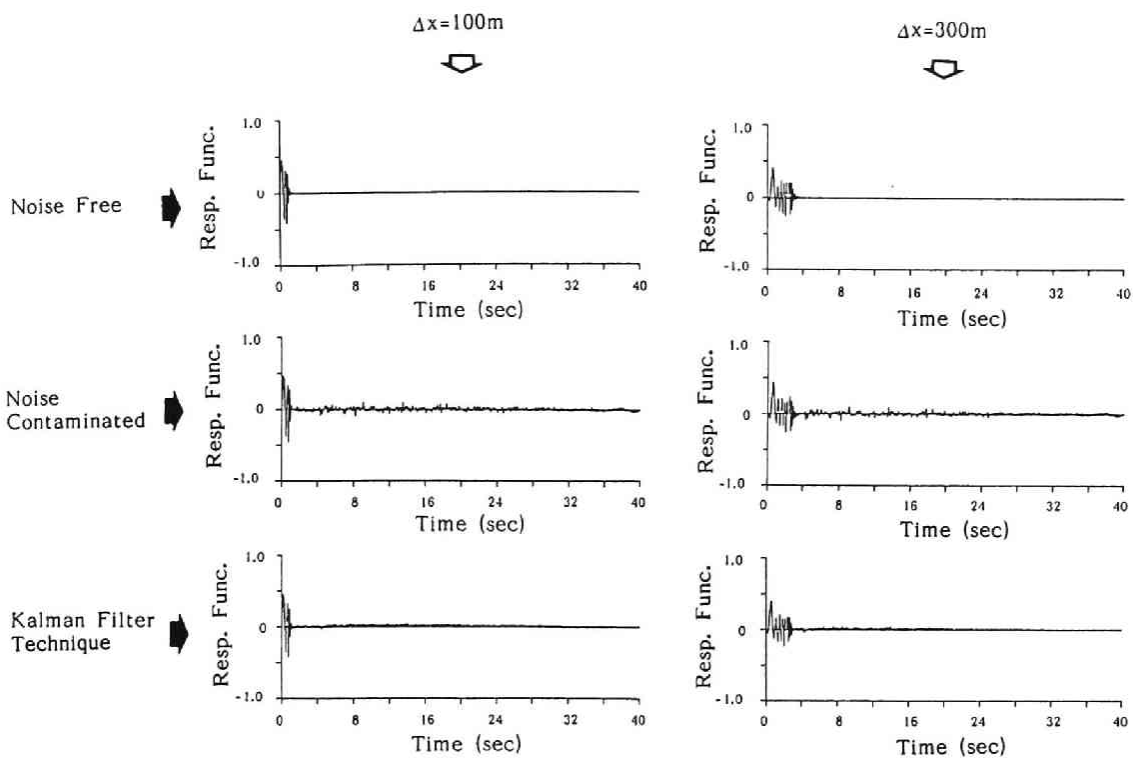 Δx=100m
Δx=300m
Noise Free
Resp. Func.
1.0
0
-1.0
0 8 16 24 32 40
Time (sec)
Resp. Func.
1.0
0
-1.0
0 8 16 24 32 40
Time (sec)
Noise
Contaminated
Resp. Func.
1.0
0
-1.0
0 8 16 24 32 40
Time (sec)
Resp. Func.
1.0
0
-1.0
0 8 16 24 32 40
Time (sec)
Kalman Filter
Technique
Resp. Func.
1.0
0
-1.0
0 8 16 24 32 40
Time (sec)
Resp. Func.
1.0
0
-1.0
0 8 16 24 32 40
Time (sec)